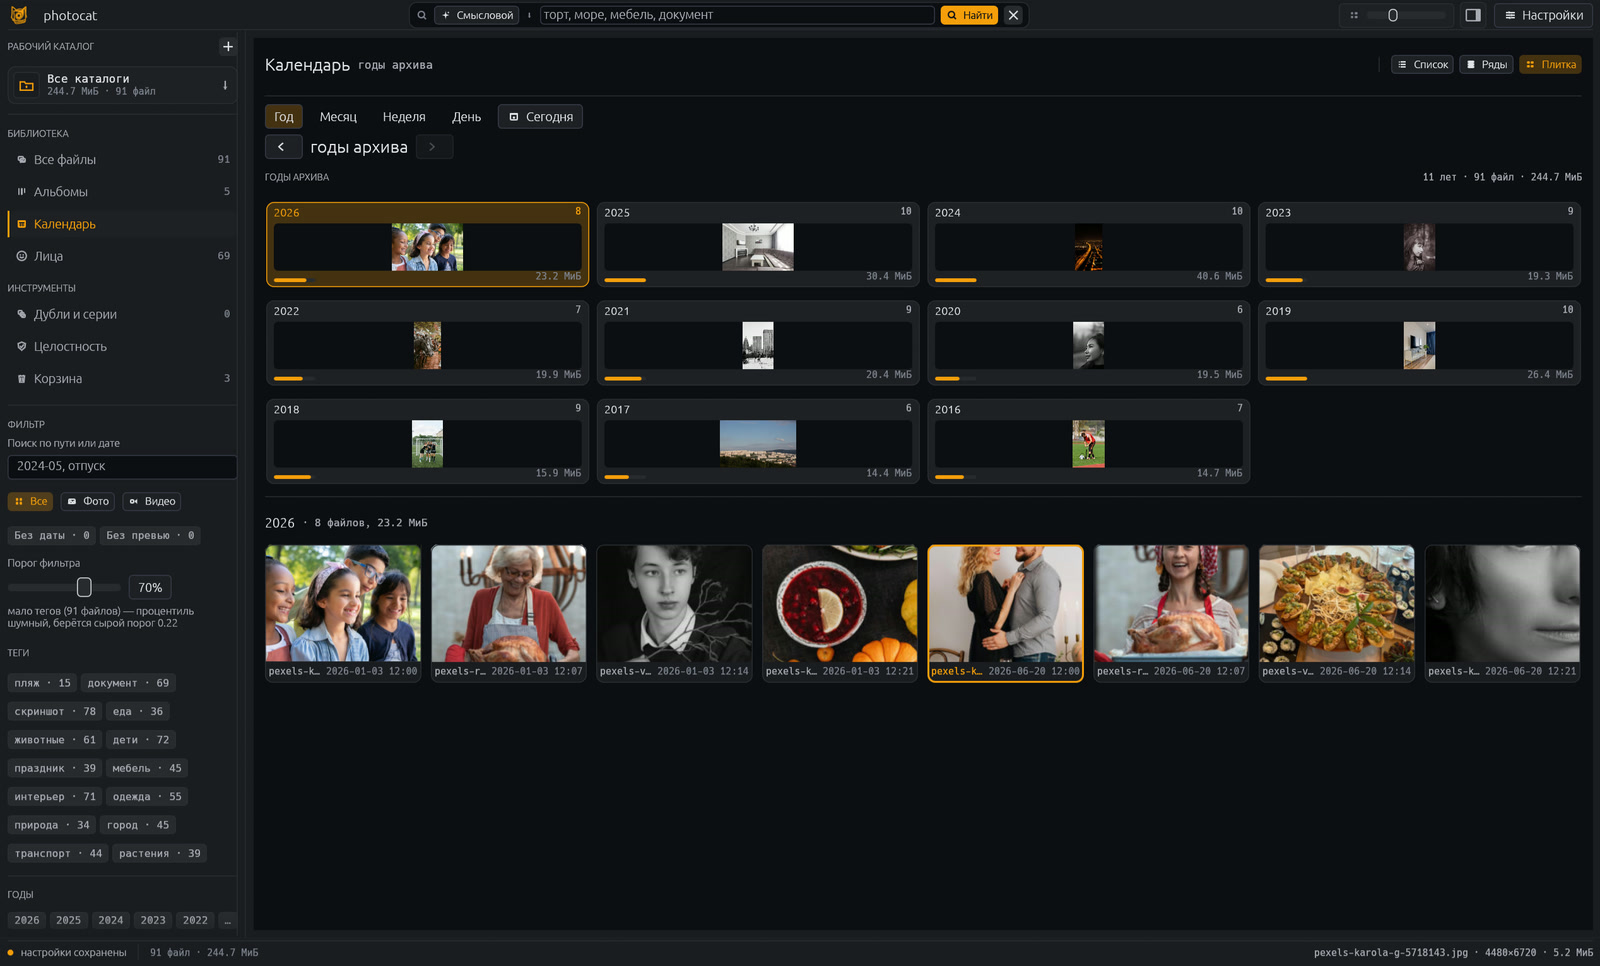 photocat
Смысловой
торт, море, мебель, документ
Найти
Настройки
РАБОЧИЙ КАТАЛОГ
Все каталоги
244.7 МиБ · 91 файл
БИБЛИОТЕКА
Все файлы 91
Альбомы 5
Календарь
Лица 69
ИНСТРУМЕНТЫ
Дубли и серии 0
Целостность
Корзина 3
ФИЛЬТР
Поиск по пути или дате
2024-05, отпуск
Все Фото Видео
Без даты · 0 Без превью · 0
Порог фильтра
70%
мало тегов (91 файлов) — процентиль
шумный, берётся сырой порог 0.22
ТЕГИ
пляж · 15 документ · 69
скриншот · 78 еда · 36
животные · 61 дети · 72
праздник · 39 мебель · 45
интерьер · 71 одежда · 55
природа · 34 город · 45
транспорт · 44 растения · 39
ГОДЫ
2026 2025 2024 2023 2022 …
Календарь годы архива
Список Ряды Плитка
Год Месяц Неделя День Сегодня
годы архива
ГОДЫ АРХИВА
11 лет · 91 файл · 244.7 МиБ
2026 8
23.2 МиБ
2025 10
30.4 МиБ
2024 10
40.6 МиБ
2023 9
19.3 МиБ
2022 7
19.9 МиБ
2021 9
20.4 МиБ
2020 6
19.5 МиБ
2019 10
26.4 МиБ
2018 9
15.9 МиБ
2017 6
14.4 МиБ
2016 7
14.7 МиБ
2026 · 8 файлов, 23.2 МиБ
pexels-k… 2026-01-03 12:00
pexels-r… 2026-01-03 12:07
pexels-v… 2026-01-03 12:14
pexels-k… 2026-01-03 12:21
pexels-k… 2026-06-20 12:00
pexels-r… 2026-06-20 12:07
pexels-v… 2026-06-20 12:14
pexels-k… 2026-06-20 12:21
настройки сохранены 91 файл · 244.7 МиБ
pexels-karola-g-5718143.jpg · 4480×6720 · 5.2 МиБ